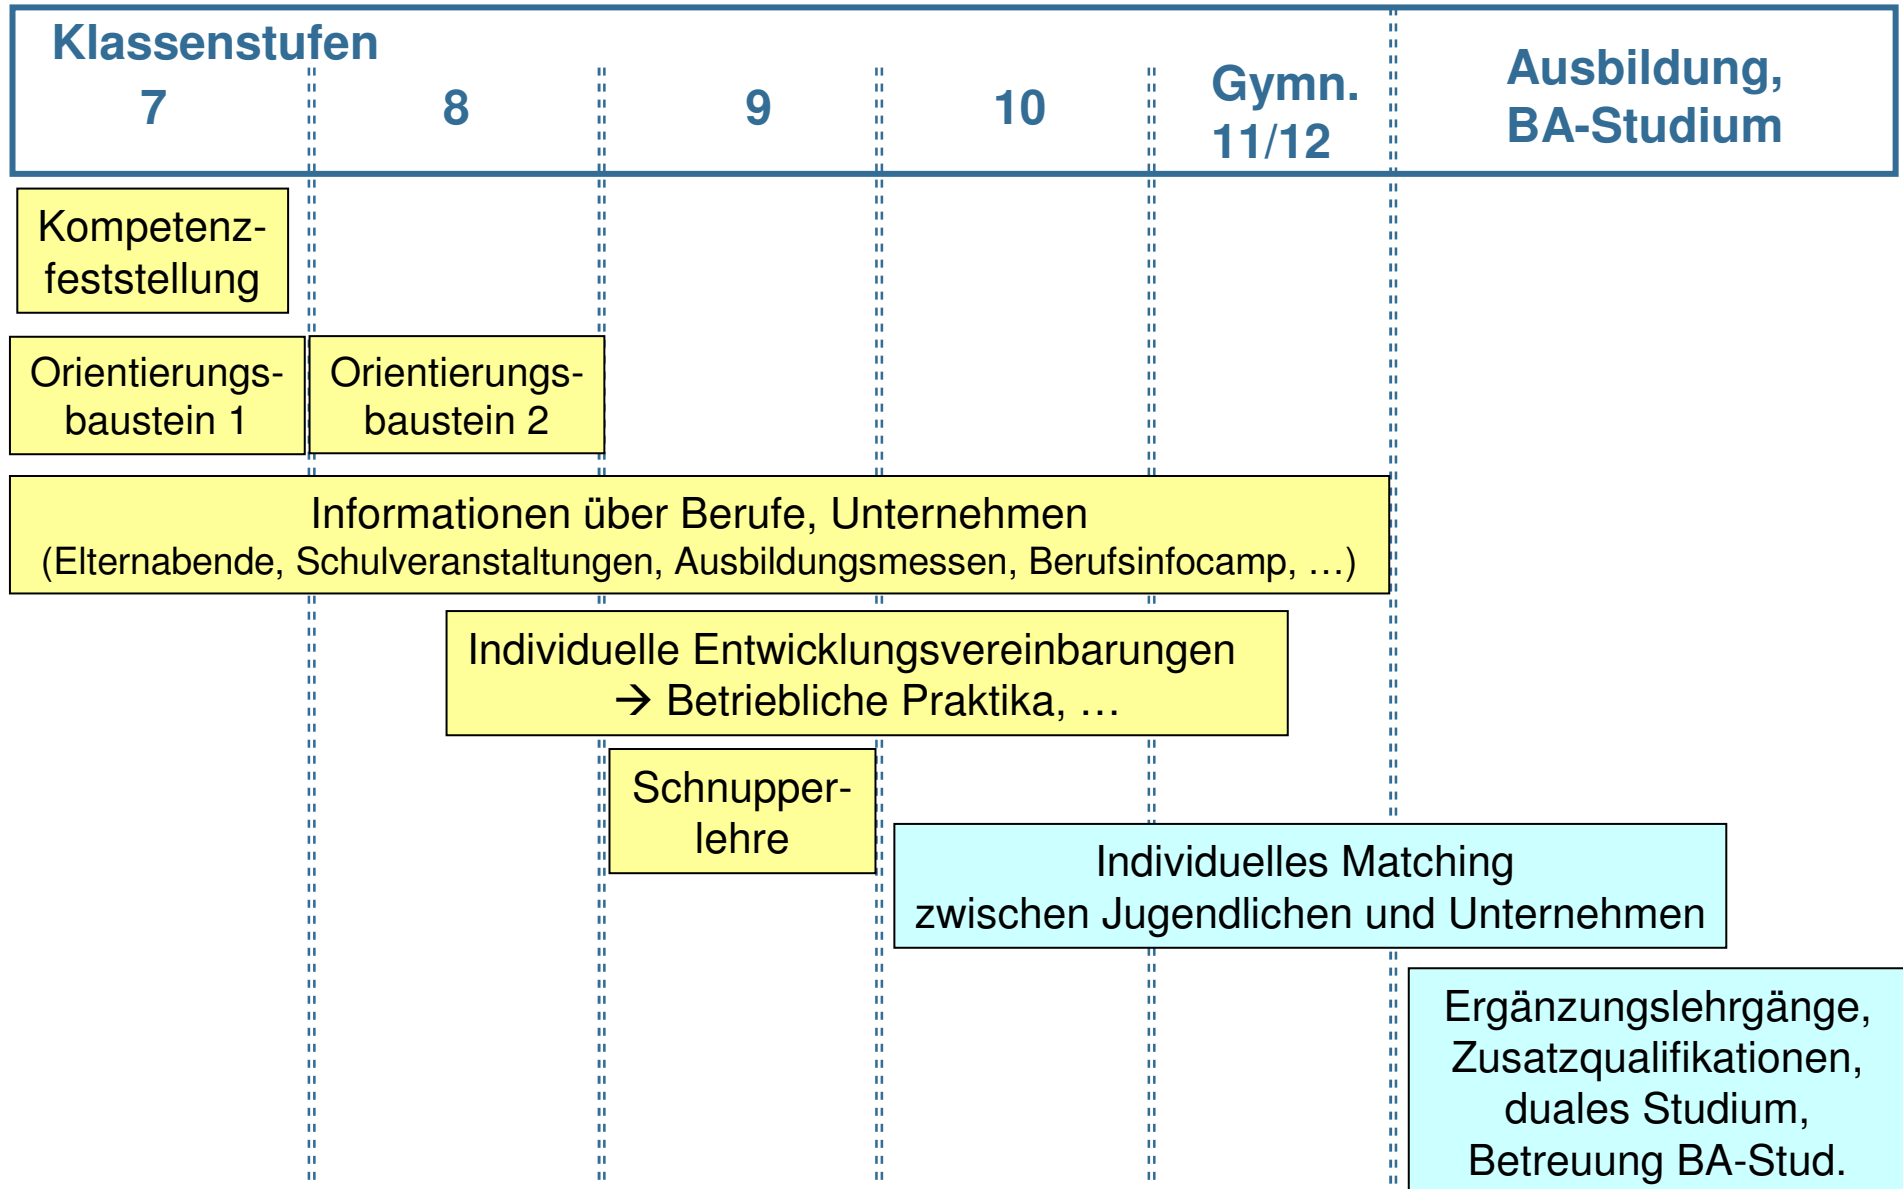 Klassenstufen
7
8
9
10
Gymn.
11/12
Ausbildung,
BA-Studium
Kompetenz-
feststellung
Orientierungs-
baustein 1
Orientierungs-
baustein 2
Informationen über Berufe, Unternehmen
(Elternabende, Schulveranstaltungen, Ausbildungsmessen, Berufsinfocamp, …)
Individuelle Entwicklungsvereinbarungen
→ Betriebliche Praktika, …
Schnupper-
lehre
Individuelles Matching
zwischen Jugendlichen und Unternehmen
Ergänzungslehrgänge,
Zusatzqualifikationen,
duales Studium,
Betreuung BA-Stud.